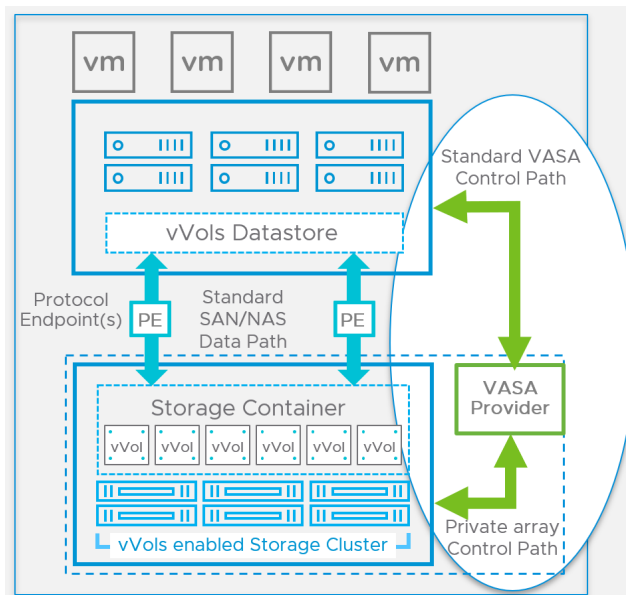 vm vm vm vm
Standard VASA
Control Path
vVols Datastore
Protocol
Endpoint(s)
PE
Standard
SAN/NAS
Data Path
PE
VASA
Provider
Storage Container
vVol vVol vVol vVol vVol vVol
vVols enabled Storage Cluster
Private array
Control Path